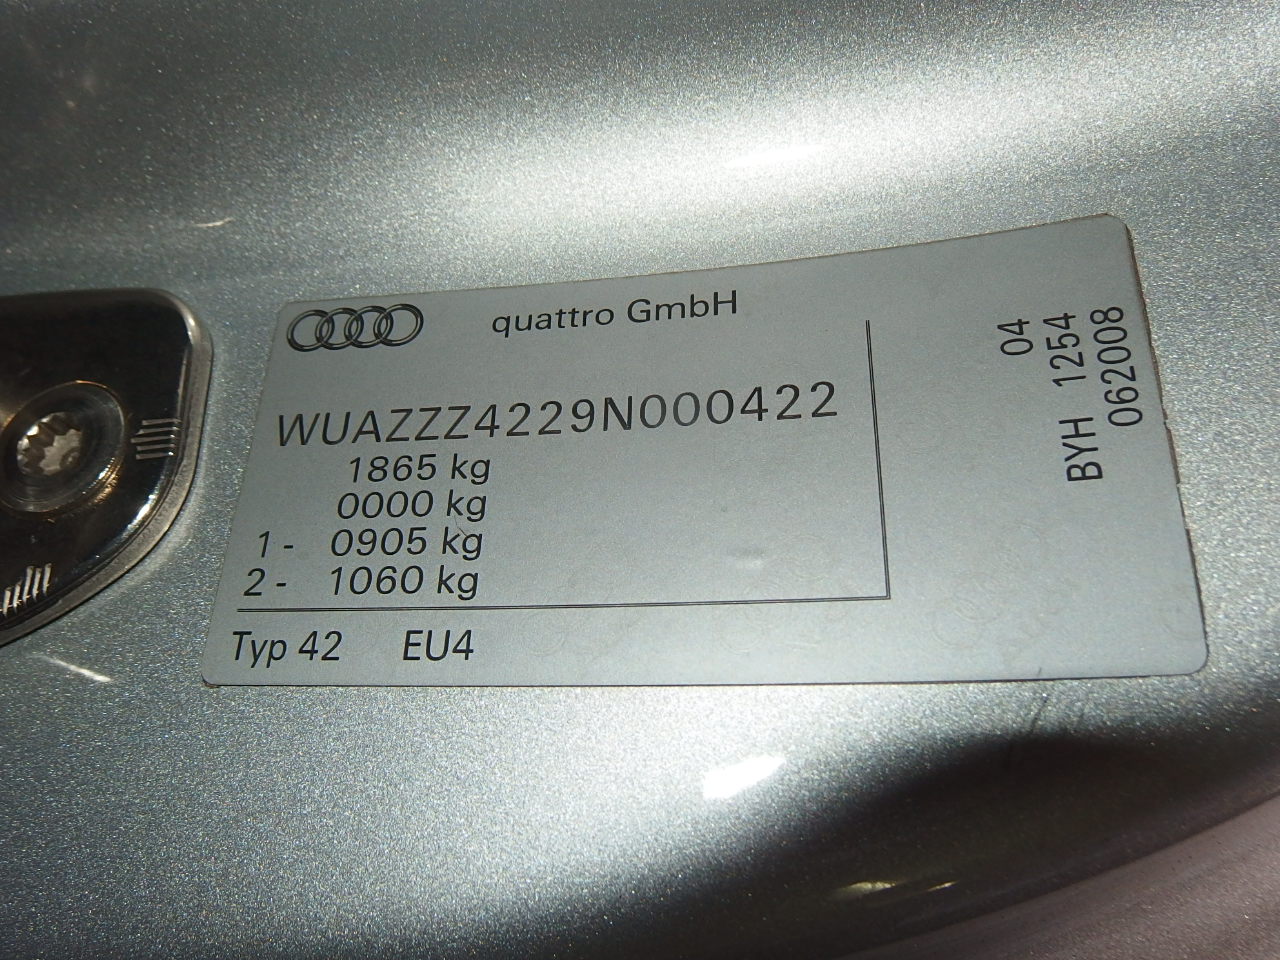 quattro GmbH
WUAZZZ4229N000422
1865 kg
0000 kg
1 - 0905 kg
2 - 1060 kg
Typ 42 EU4
04
BYH 1254
062008